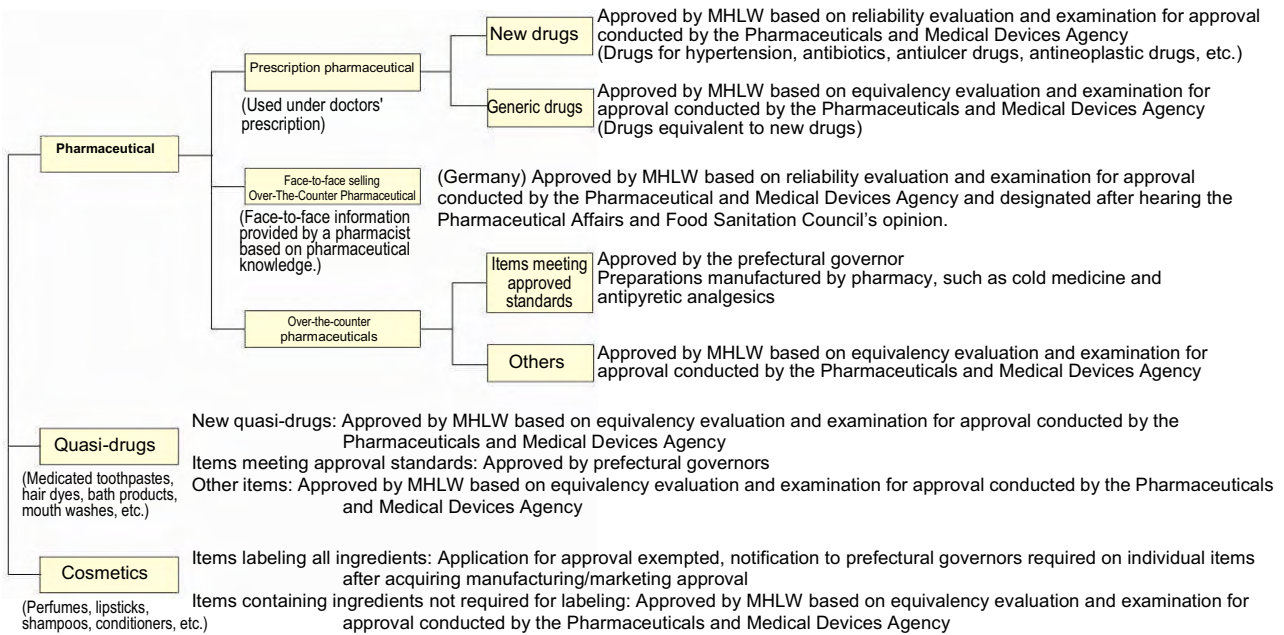 New drugs
Approved by MHLW based on reliability evaluation and examination for approval
conducted by the Pharmaceuticals and Medical Devices Agency
(Drugs for hypertension, antibiotics, antiulcer drugs, antineoplastic drugs, etc.)
Prescription pharmaceutical
(Used under doctors'
prescription)
Generic drugs
Approved by MHLW based on equivalency evaluation and examination for
approval conducted by the Pharmaceuticals and Medical Devices Agency
(Drugs equivalent to new drugs)
Pharmaceutical
Face-to-face selling
Over-The-Counter Pharmaceutical
(Face-to-face information
provided by a pharmacist
based on pharmaceutical
knowledge.)
(Germany) Approved by MHLW based on reliability evaluation and examination for approval
conducted by the Pharmaceutical and Medical Devices Agency and designated after hearing the
Pharmaceutical Affairs and Food Sanitation Council's opinion.
Items meeting
approved
standards
Approved by the prefectural governor
Preparations manufactured by pharmacy, such as cold medicine and
antipyretic analgesics
Over-the-counter
pharmaceuticals
Others
Approved by MHLW based on equivalency evaluation and examination for
approval conducted by the Pharmaceuticals and Medical Devices Agency
Quasi-drugs
(Medicated toothpastes,
hair dyes, bath products,
mouth washes, etc.)
New quasi-drugs: Approved by MHLW based on equivalency evaluation and examination for approval conducted by the
Pharmaceuticals and Medical Devices Agency
Items meeting approval standards: Approved by prefectural governors
Other items: Approved by MHLW based on equivalency evaluation and examination for approval conducted by the Pharmaceuticals
and Medical Devices Agency
Cosmetics
(Perfumes, lipsticks,
shampoos, conditioners, etc.)
Items labeling all ingredients: Application for approval exempted, notification to prefectural governors required on individual items
after acquiring manufacturing/marketing approval
Items containing ingredients not required for labeling: Approved by MHLW based on equivalency evaluation and examination for
approval conducted by the Pharmaceuticals and Medical Devices Agency